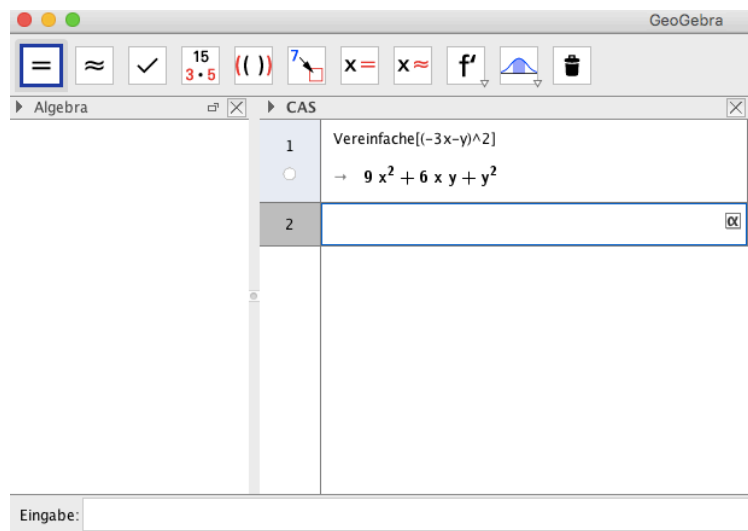 GeoGebra
= ≈ ✓ 15 3·5 (( )) 7 x= x≈ f′
Algebra
CAS
1
Vereinfache[(-3x-y)^2]
→ 9 x² + 6 x y + y²
2
α
Eingabe: